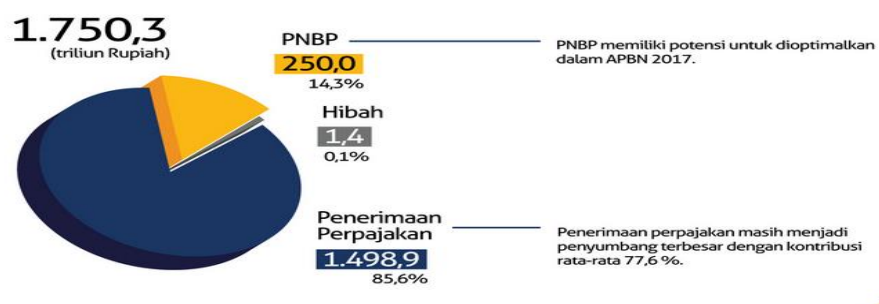 1.750,3
(triliun Rupiah)
PNBP
250,0
14,3%
PNBP memiliki potensi untuk dioptimalkan
dalam APBN 2017.
Hibah
1,4
0,1%
Penerimaan
Perpajakan
1.498,9
85,6%
Penerimaan perpajakan masih menjadi
penyumbang terbesar dengan kontribusi
rata-rata 77,6 %.